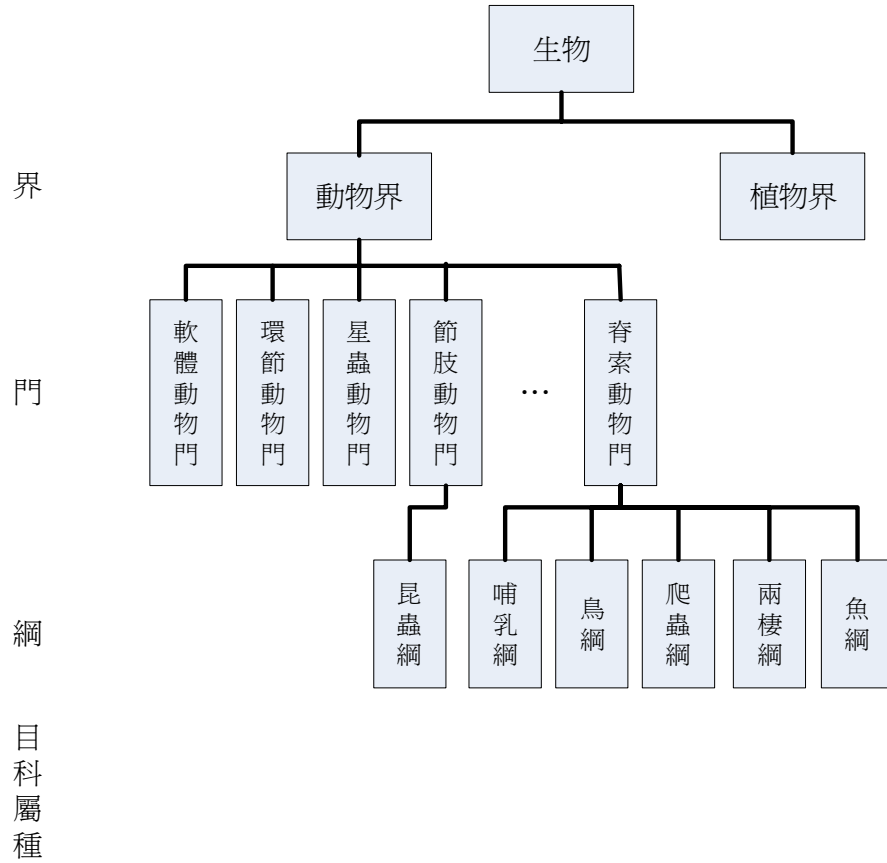 生物
界
動物界
植物界
門
軟體動物門
環節動物門
星蟲動物門
節肢動物門
…
脊索動物門
綱
昆蟲綱
哺乳綱
鳥綱
爬蟲綱
兩棲綱
魚綱
目
科
屬
種